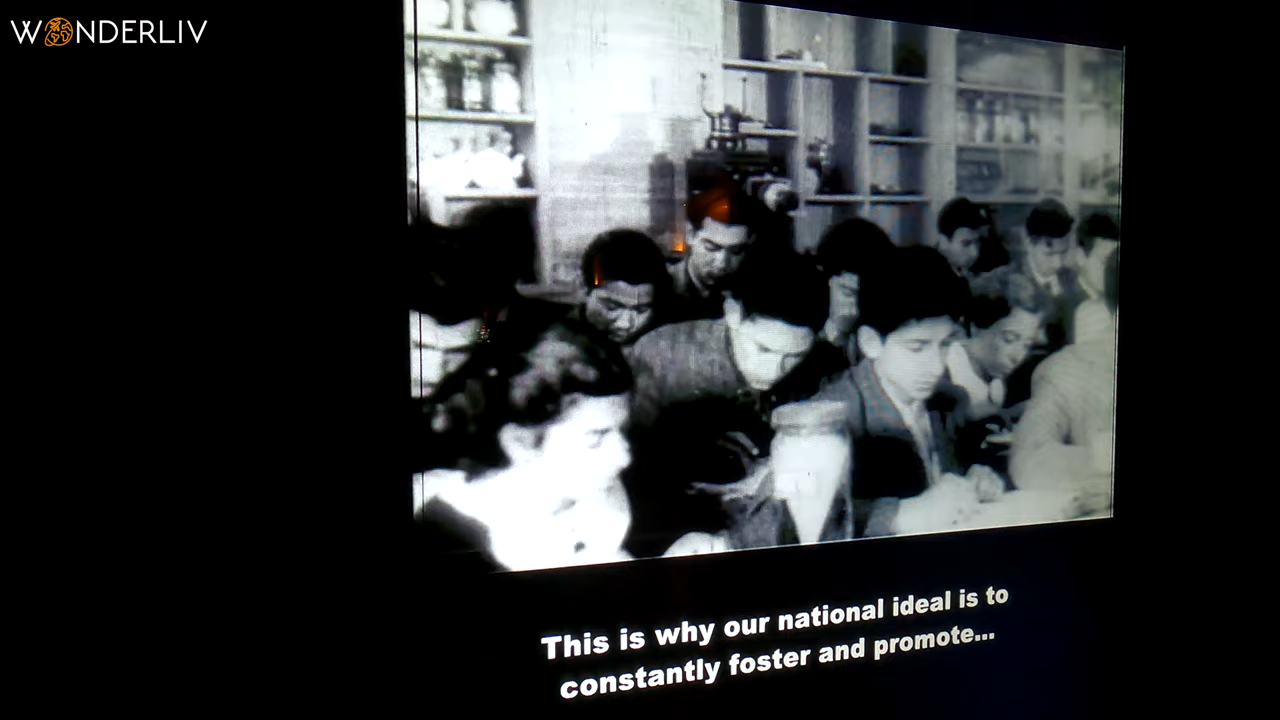 WONDERLIV
This is why our national ideal is to
constantly foster and promote...